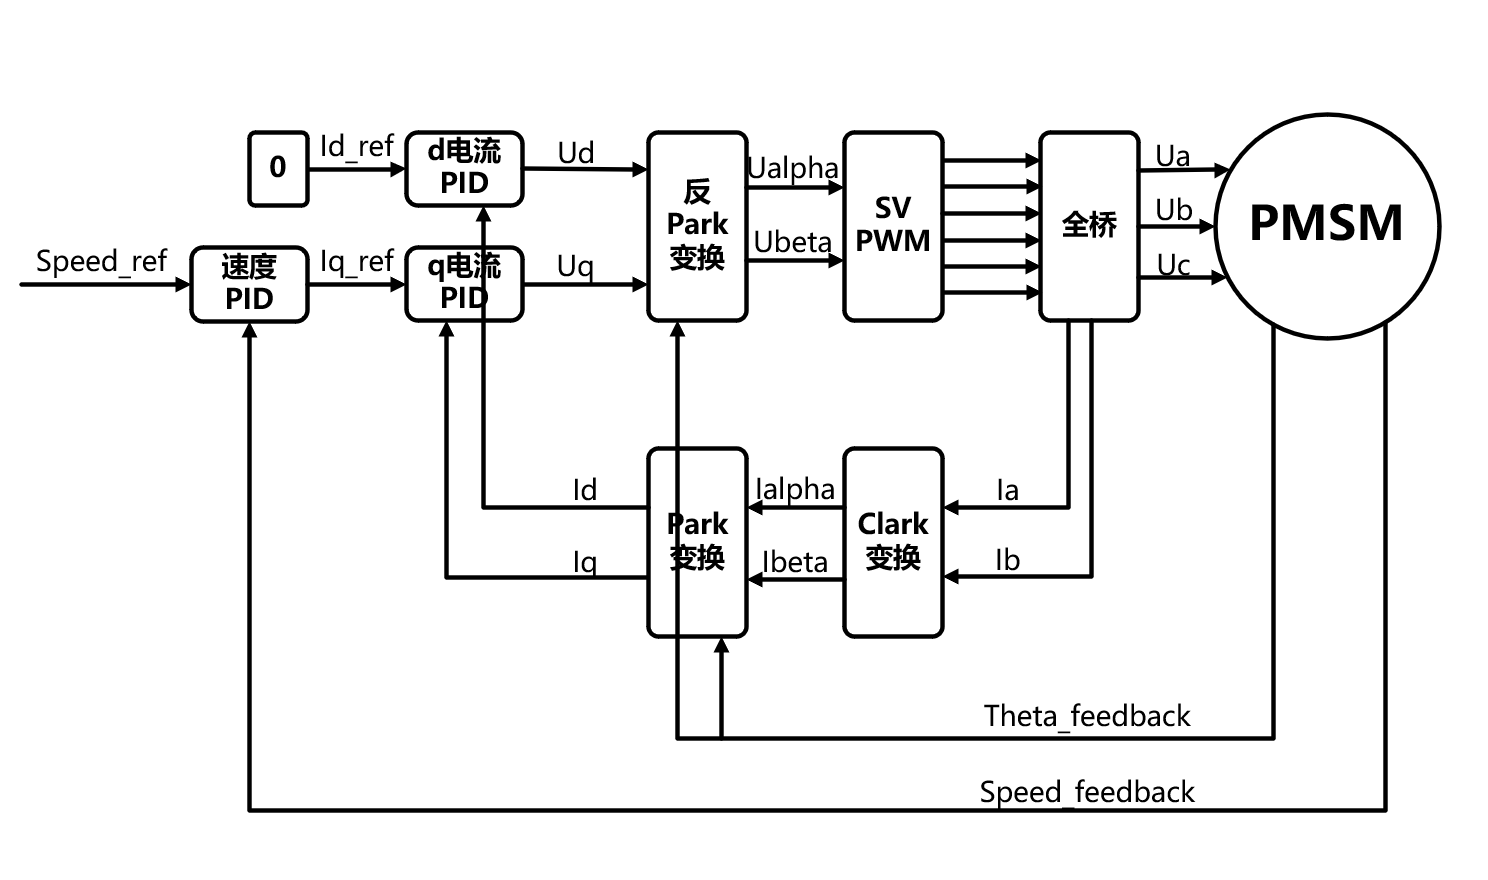 0
Id_ref
d电流
PID
Ud
反
Park
变换
Ualpha
Ubeta
SV
PWM
全桥
Ua
Ub
Uc
PMSM
Speed_ref
速度
PID
Iq_ref
q电流
PID
Uq
Id
Iq
Park
变换
Ialpha
Ibeta
Clark
变换
Ia
Ib
Theta_feedback
Speed_feedback